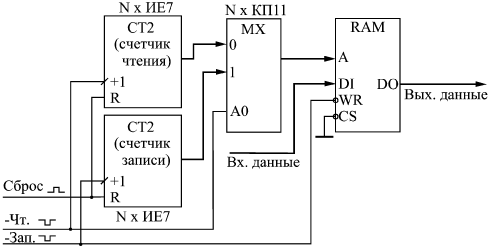 N x ИЕ7
CT2
(счетчик
чтения)
+1
R
CT2
(счетчик
записи)
+1
R
N x ИЕ7
N x КП11
MX
0
1
A0
RAM
A
DI
DO
WR
CS
Вых. данные
Вх. данные
Сброс
-Чт.
-Зап.